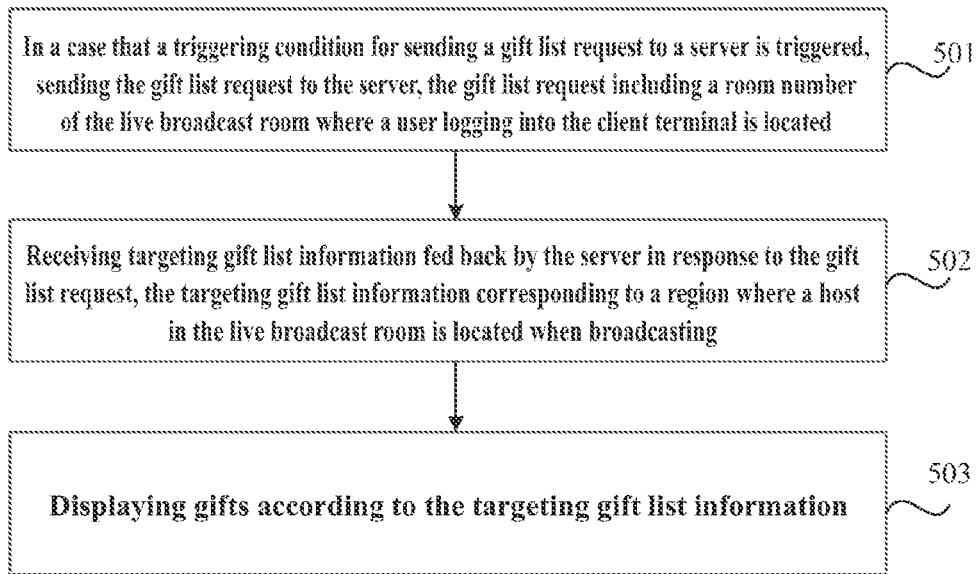 In a case that a triggering condition for sending a gift list request to a server is triggered,
sending the gift list request to the server, the gift list request including a room number
of the live broadcast room where a user logging into the client terminal is located
501
Receiving targeting gift list information fed back by the server in response to the gift
list request, the targeting gift list information corresponding to a region where a host
in the live broadcast room is located when broadcasting
502
Displaying gifts according to the targeting gift list information
503